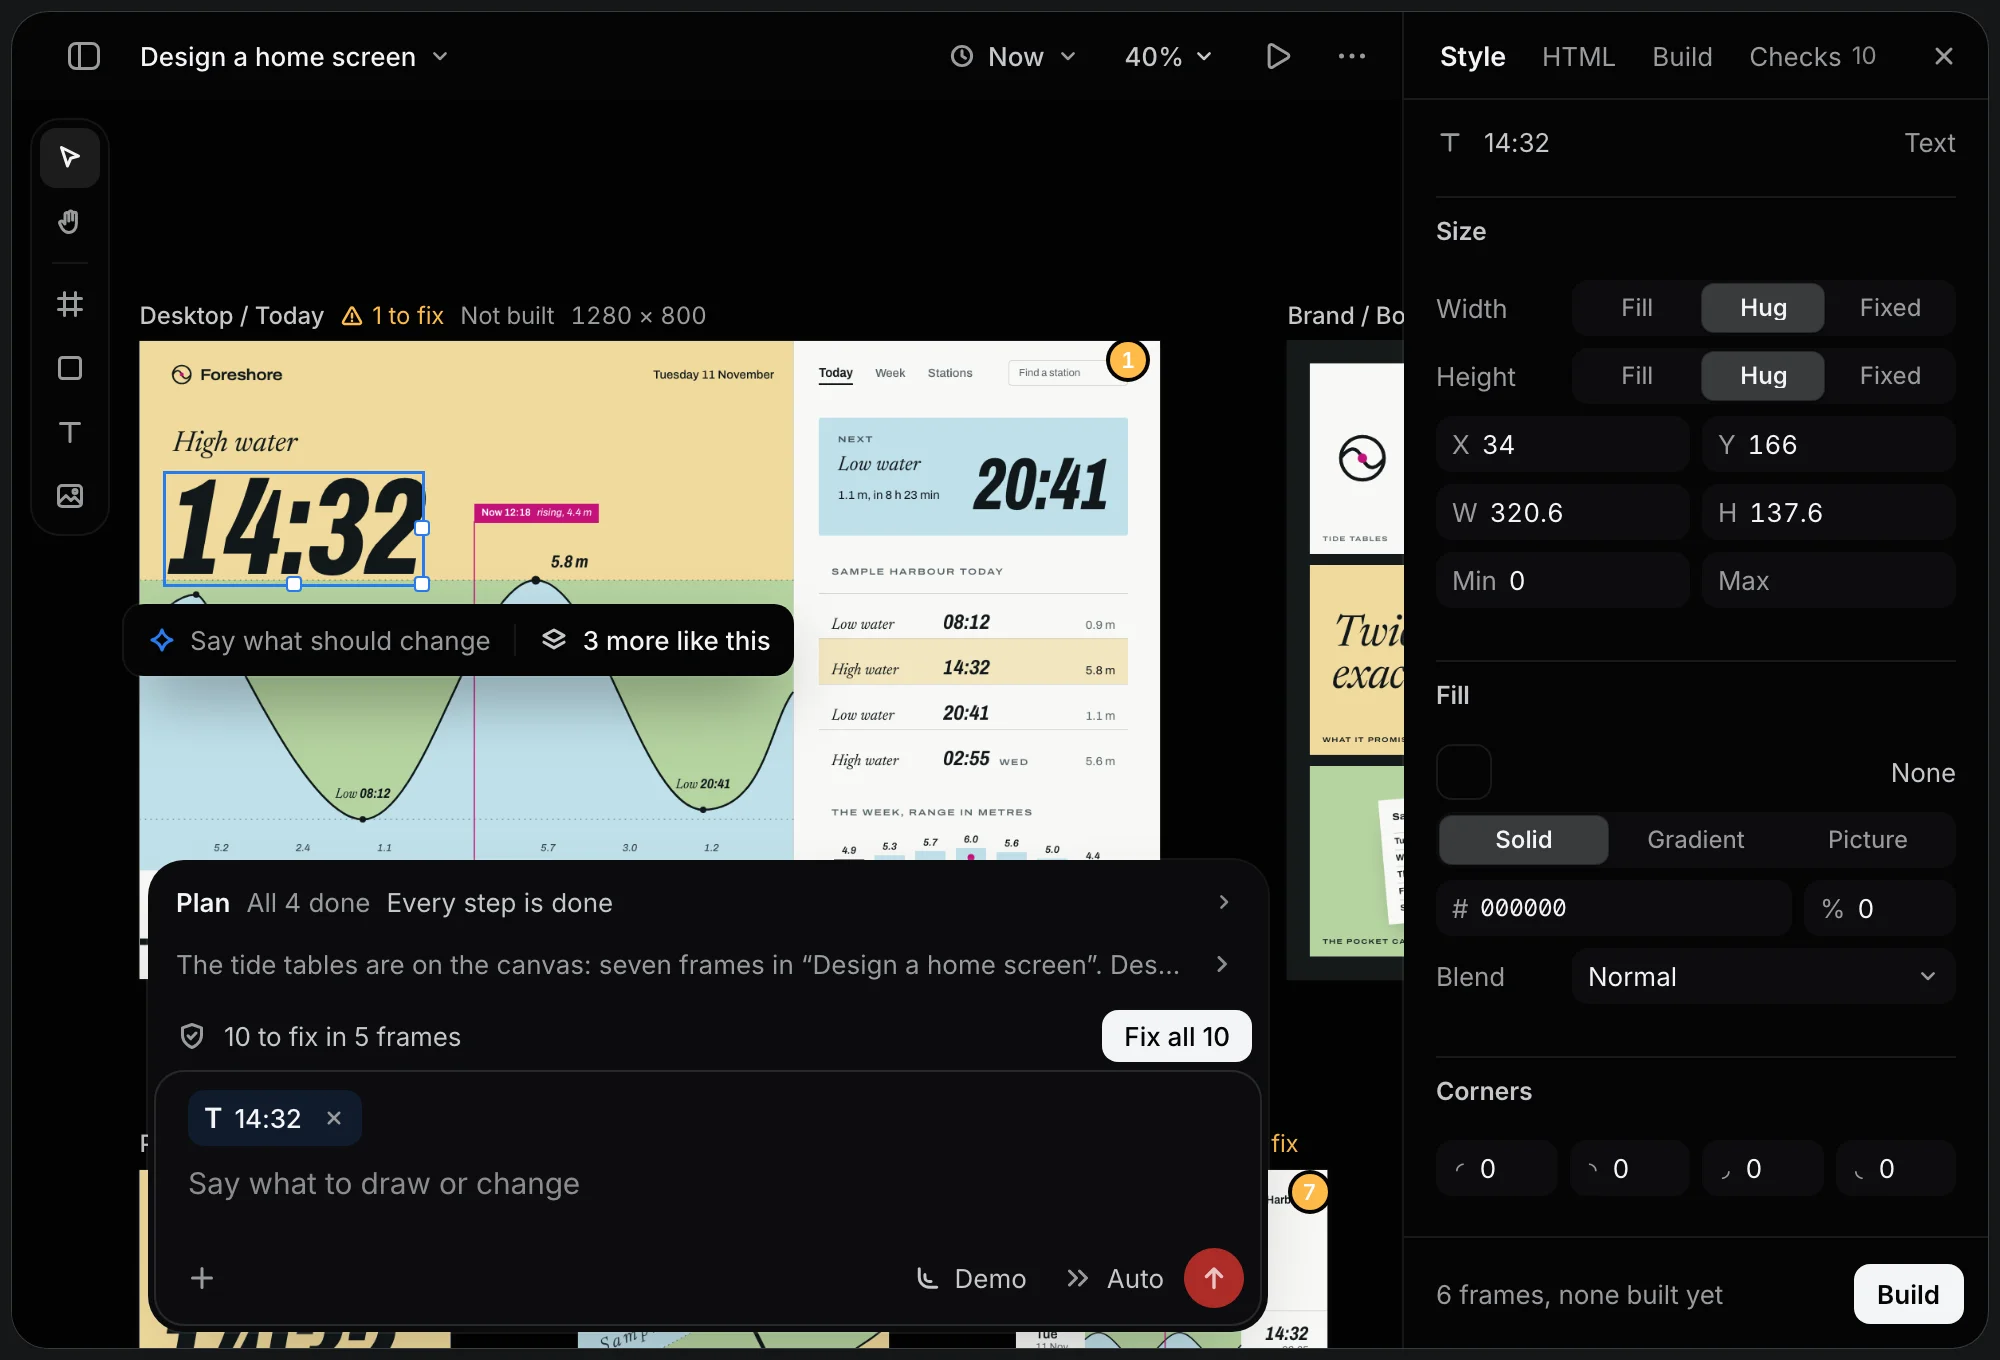 Design a home screen
Now
40%
Style
HTML
Build
Checks 10
14:32
Text
Size
Width
Fill
Hug
Fixed
Height
Fill
Hug
Fixed
X 34
Y 166
W 320.6
H 137.6
Min 0
Max
Fill
None
Solid
Gradient
Picture
# 000000
% 0
Blend
Normal
Corners
0
0
0
0
6 frames, none built yet
Build
Desktop / Today
1 to fix
Not built
1280 × 800
Brand / Bo
Foreshore
Tuesday 11 November
High water
14:32
Now 12:18 rising, 4.4 m
5.8 m
Say what should change
3 more like this
Low 08:12
Low 20:41
5.2
2.4
1.1
5.7
3.0
1.2
Today
Week
Stations
Find a station
1
NEXT
Low water
1.1 m, in 8 h 23 min
20:41
SAMPLE HARBOUR TODAY
Low water 08:12 0.9 m
High water 14:32 5.8 m
Low water 20:41 1.1 m
High water 02:55 WED 5.6 m
THE WEEK, RANGE IN METRES
4.9
5.3
5.7
6.0
5.6
5.0
4.4
TIDE TABLES
Twic
exac
WHAT IT PROMIS
THE POCKET CA
Plan All 4 done Every step is done
The tide tables are on the canvas: seven frames in “Design a home screen”. Des...
10 to fix in 5 frames
Fix all 10
T 14:32
Say what to draw or change
Demo
Auto
fix
7
Harb
Tue
11 Nov
14:32
Samp